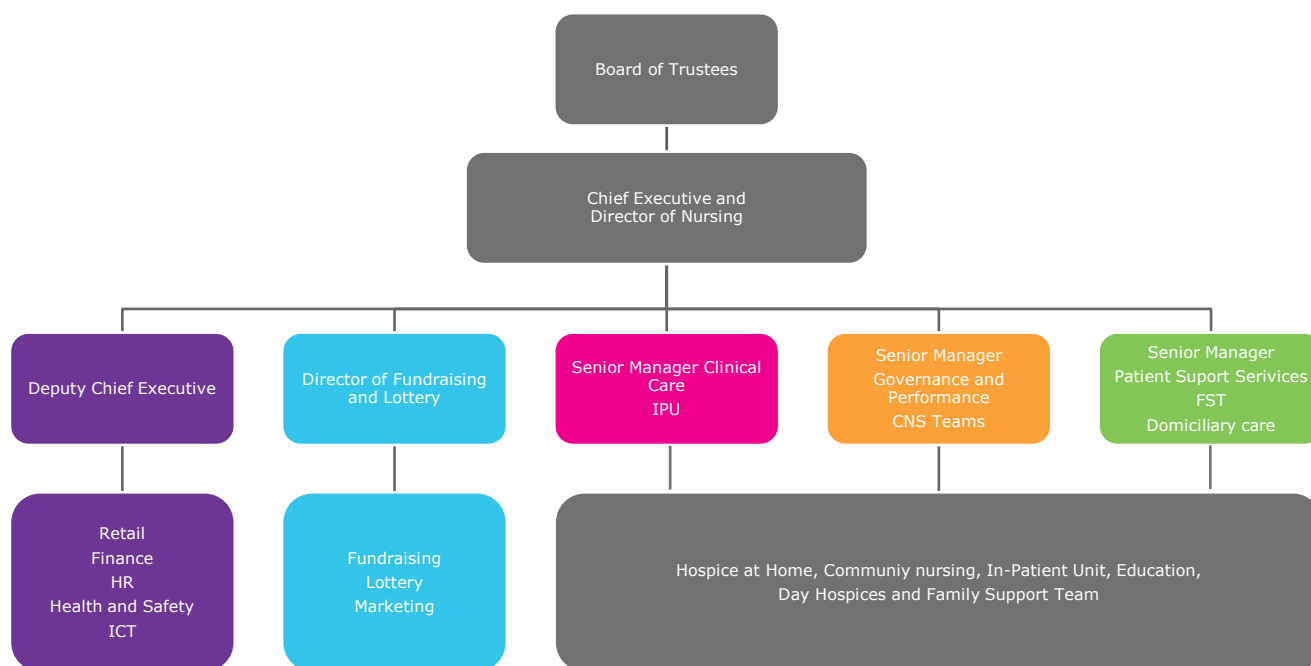 Board of Trustees
Chief Executive and
Director of Nursing
Deputy Chief Executive
Director of Fundraising
and Lottery
Senior Manager Clinical
Care
IPU
Senior Manager
Governance and
Performance
CNS Teams
Senior Manager
Patient Suport Serivices
FST
Domiciliary care
Retail
Finance
HR
Health and Safety
ICT
Fundraising
Lottery
Marketing
Hospice at Home, Communiy nursing, In-Patient Unit, Education,
Day Hospices and Family Support Team